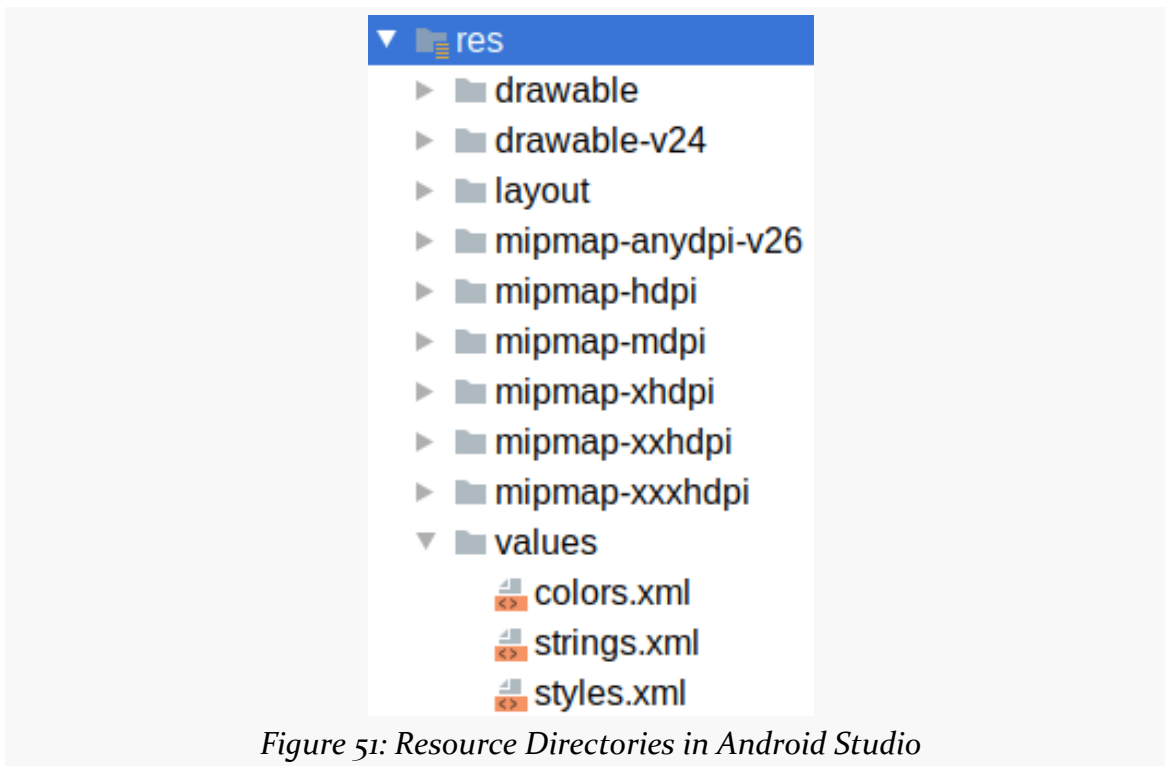 res
drawable
drawable-v24
layout
mipmap-anydpi-v26
mipmap-hdpi
mipmap-mdpi
mipmap-xhdpi
mipmap-xxhdpi
mipmap-xxxhdpi
values
colors.xml
strings.xml
styles.xml
Figure 51: Resource Directories in Android Studio